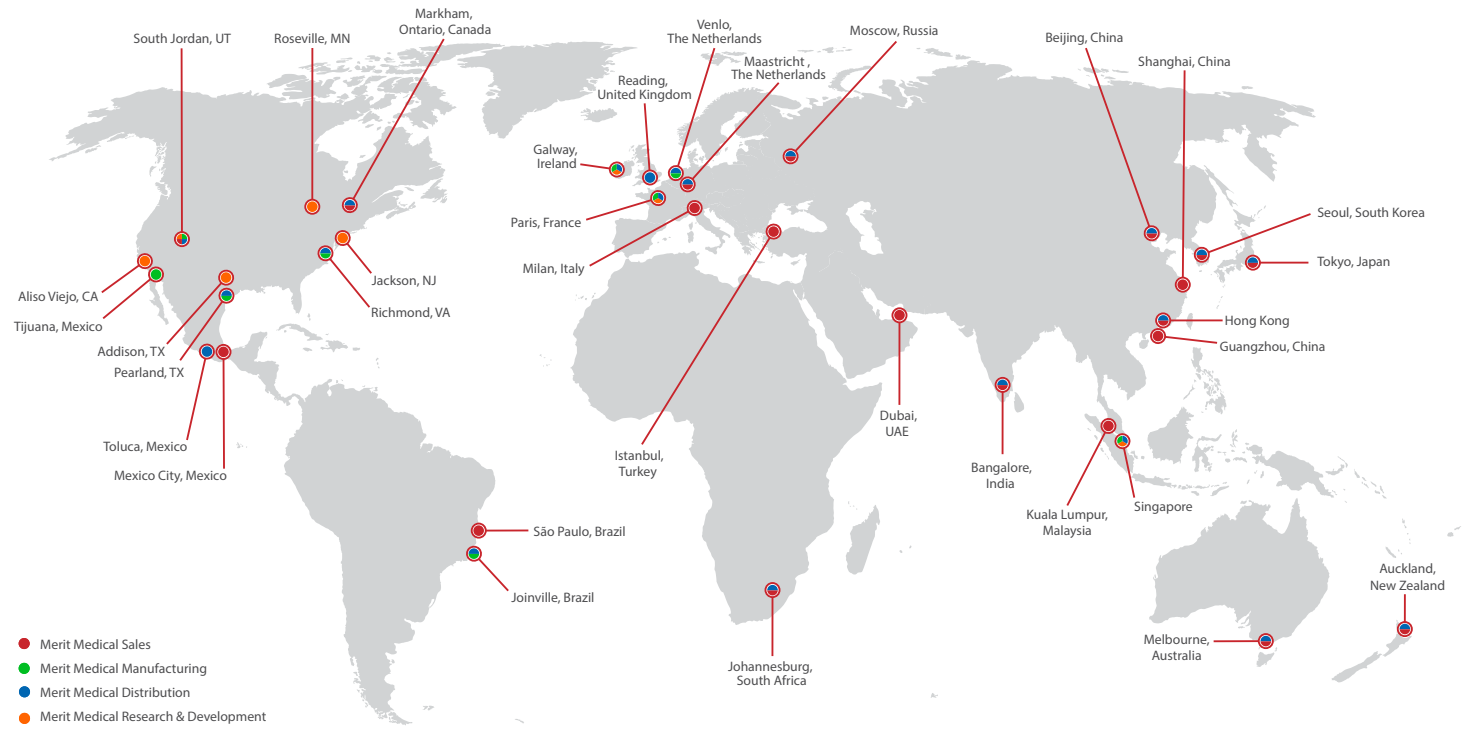 Markham,
Ontario, Canada
South Jordan, UT
Roseville, MN
Venlo,
The Netherlands
Moscow, Russia
Beijing, China
Maastricht ,
The Netherlands
Shanghai, China
Reading,
United Kingdom
Galway,
Ireland
Paris, France
Milan, Italy
Seoul, South Korea
Tokyo, Japan
Jackson, NJ
Richmond, VA
Aliso Viejo, CA
Tijuana, Mexico
Addison, TX
Pearland, TX
Hong Kong
Guangzhou, China
Toluca, Mexico
Mexico City, Mexico
Dubai,
UAE
Istanbul,
Turkey
Bangalore,
India
Kuala Lumpur,
Malaysia
Singapore
São Paulo, Brazil
Joinville, Brazil
Auckland,
New Zealand
Melbourne,
Australia
Johannesburg,
South Africa
Merit Medical Sales
Merit Medical Manufacturing
Merit Medical Distribution
Merit Medical Research & Development